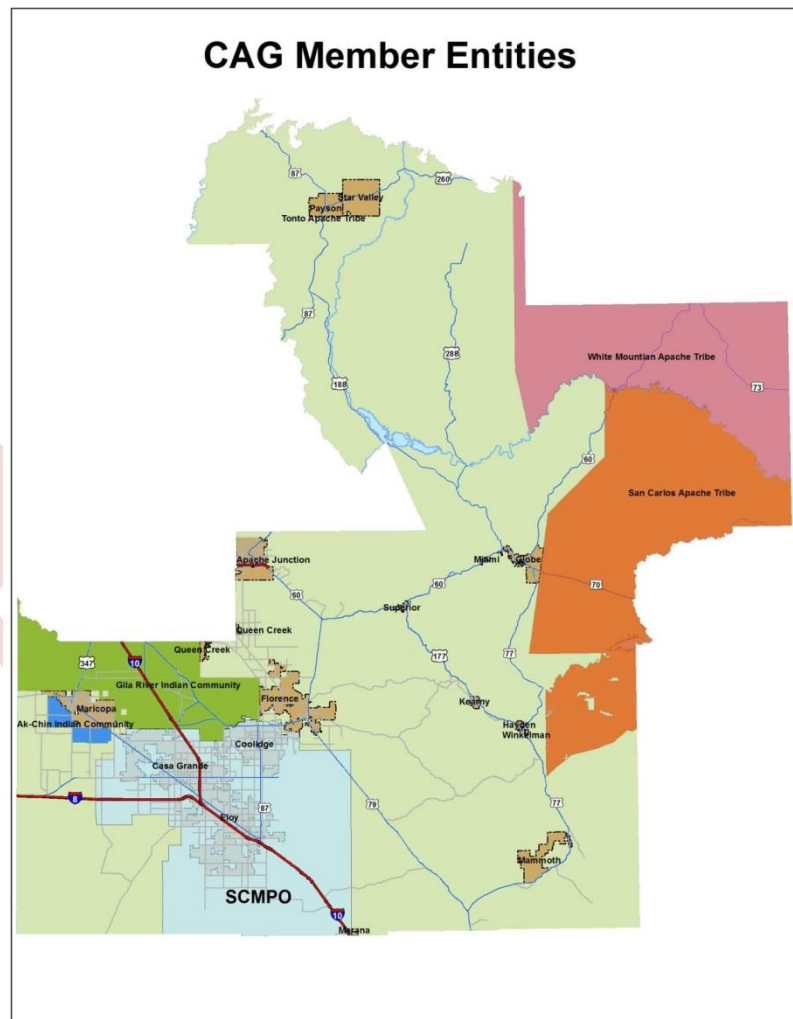 CAG Member Entities
87
260
Star Valley
Payson
Tonto Apache Tribe
87
288
188
White Mountian Apache Tribe
73
60
San Carlos Apache Tribe
Apache Junction
Miami
Globe
60
60
70
Superior
Queen Creek
Queen Creek
347
10
177
77
Gila River Indian Community
Florence
Kearny
Maricopa
Ak-Chin Indian Community
Hayden
Winkelman
Coolidge
Casa Grande
8
Eloy
87
79
77
Mammoth
SCMPO
10
Marana